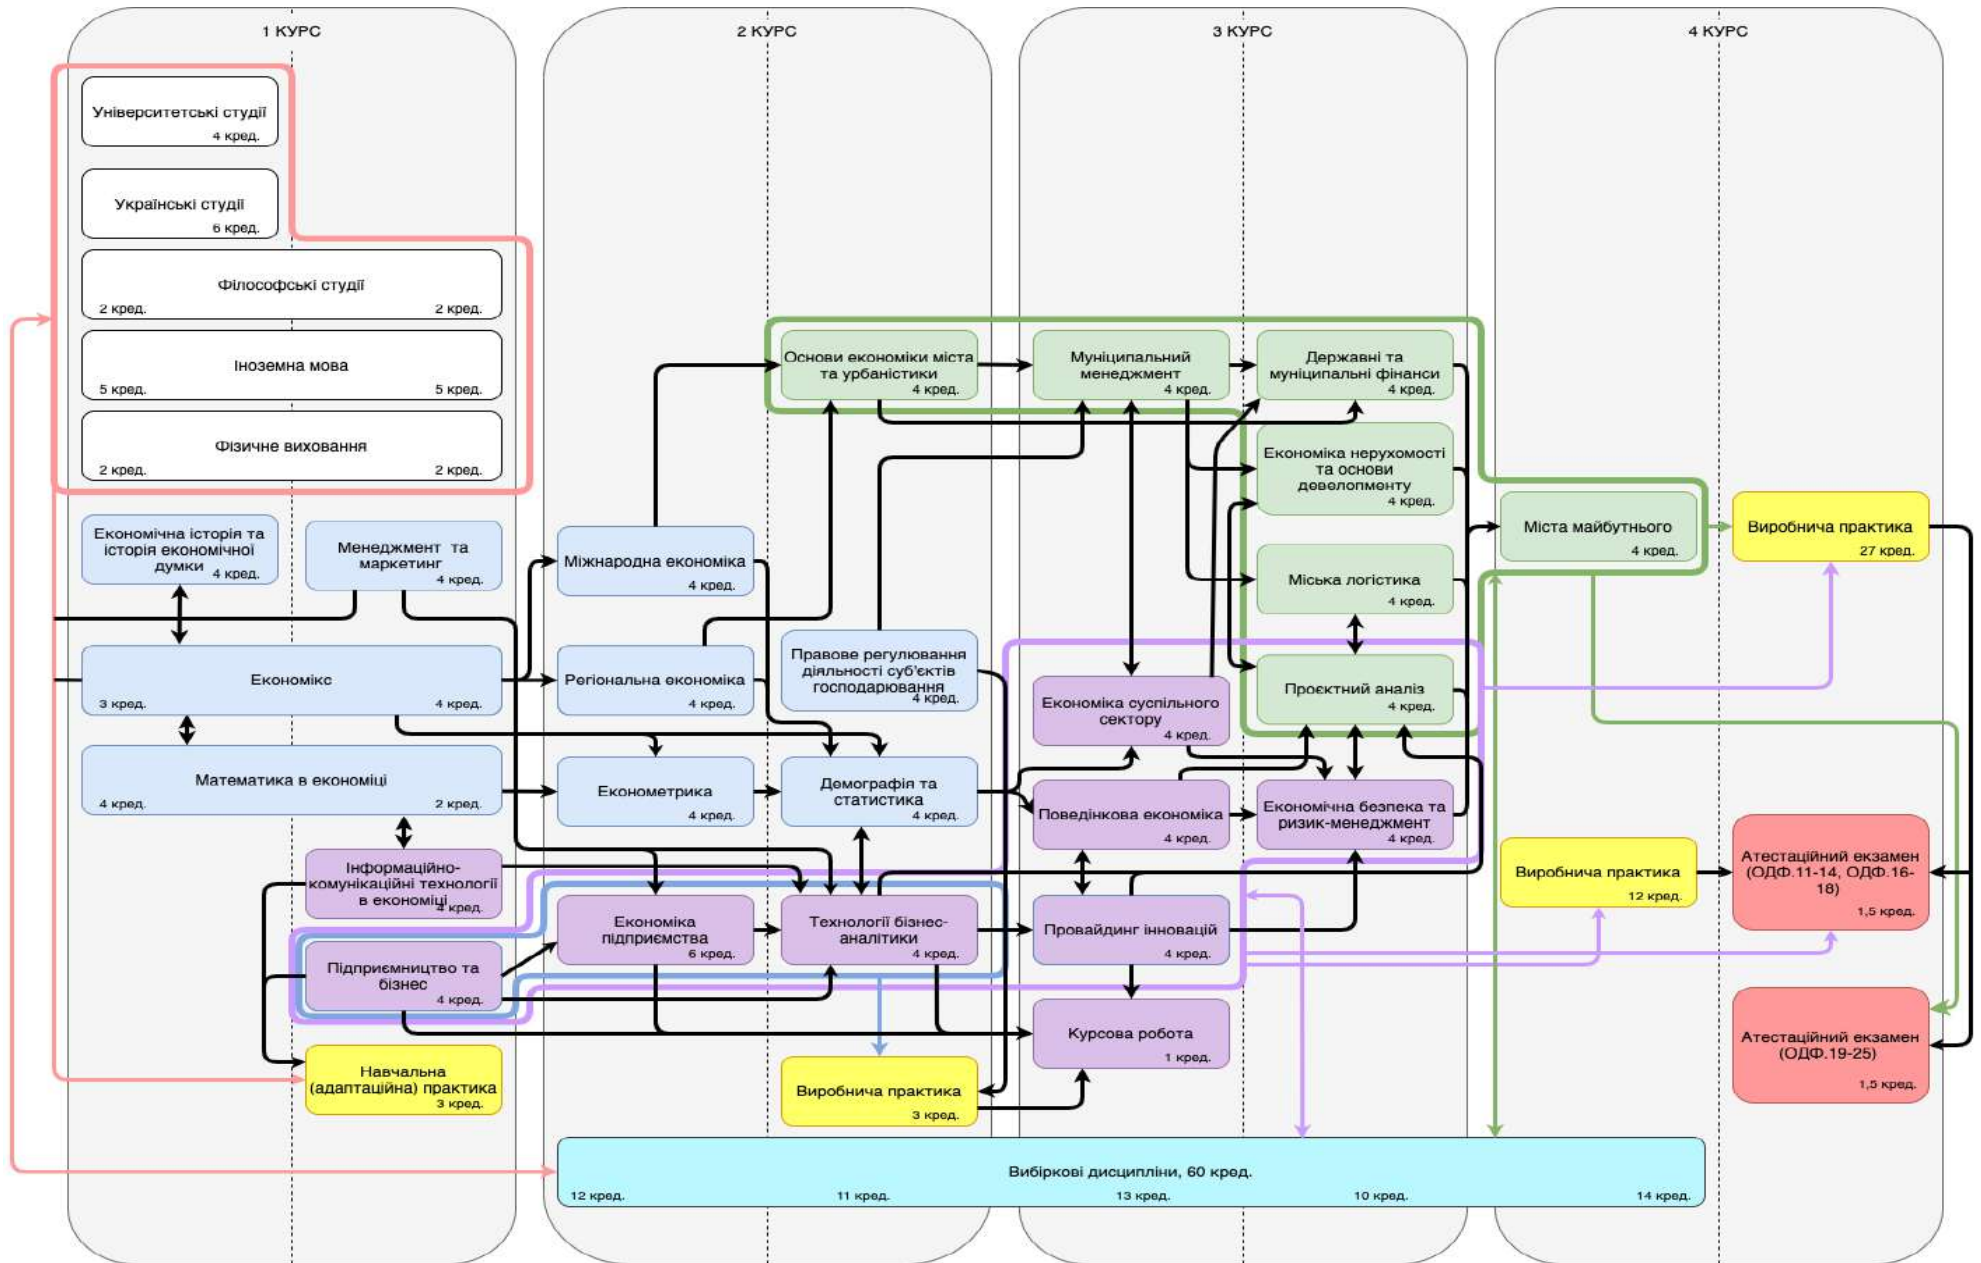 1 КУРС
2 КУРС
3 КУРС
4 КУРС
Університетські студії
4 кред.
Українські студії
6 кред.
Філософські студії
2 кред.
2 кред.
Іноземна мова
5 кред.
5 кред.
Фізичне виховання
2 кред.
2 кред.
Економічна історія та
історія економічної
думки
4 кред.
Менеджмент та
маркетинг
4 кред.
Економікс
3 кред.
4 кред.
Математика в економіці
4 кред.
2 кред.
Інформаційно-
комунікаційні технології
в економіці
4 кред.
Підприємництво та
бізнес
4 кред.
Навчальна
(адаптаційна) практика
3 кред.
Міжнародна економіка
4 кред.
Регіональна економіка
4 кред.
Економетрика
4 кред.
Економіка
підприємства
6 кред.
Основи економіки міста
та урбаністики
4 кред.
Правове регулювання
діяльності суб'єктів
господарювання
4 кред.
Демографія та
статистика
4 кред.
Технології бізнес-
аналітики
4 кред.
Виробнича практика
3 кред.
Муніципальний
менеджмент
4 кред.
Економіка суспільного
сектору
4 кред.
Поведінкова економіка
4 кред.
Провайдинг інновацій
4 кред.
Курсова робота
1 кред.
Державні та
муніципальні фінанси
4 кред.
Економіка нерухомості
та основи
девелопменту
4 кред.
Міська логістика
4 кред.
Проєктний аналіз
4 кред.
Економічна безпека та
ризик-менеджмент
4 кред.
Міста майбутнього
4 кред.
Виробнича практика
12 кред.
Виробнича практика
27 кред.
Атестаційний екзамен
(ОДФ.11-14, ОДФ.16-
18)
1,5 кред.
Атестаційний екзамен
(ОДФ.19-25)
1,5 кред.
Вибіркові дисципліни, 60 кред.
12 кред.
11 кред.
13 кред.
10 кред.
14 кред.